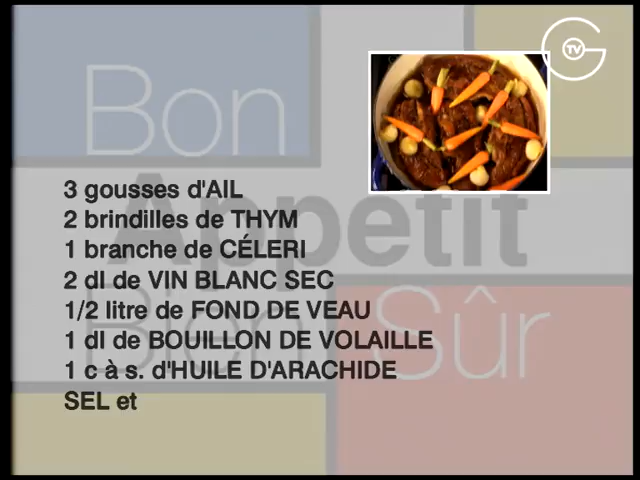 TV
Bon
Appétit
Bien Sûr
3 gousses d'AIL
2 brindilles de THYM
1 branche de CÉLERI
2 dl de VIN BLANC SEC
1/2 litre de FOND DE VEAU
1 dl de BOUILLON DE VOLAILLE
1 c à s. d'HUILE D'ARACHIDE
SEL et